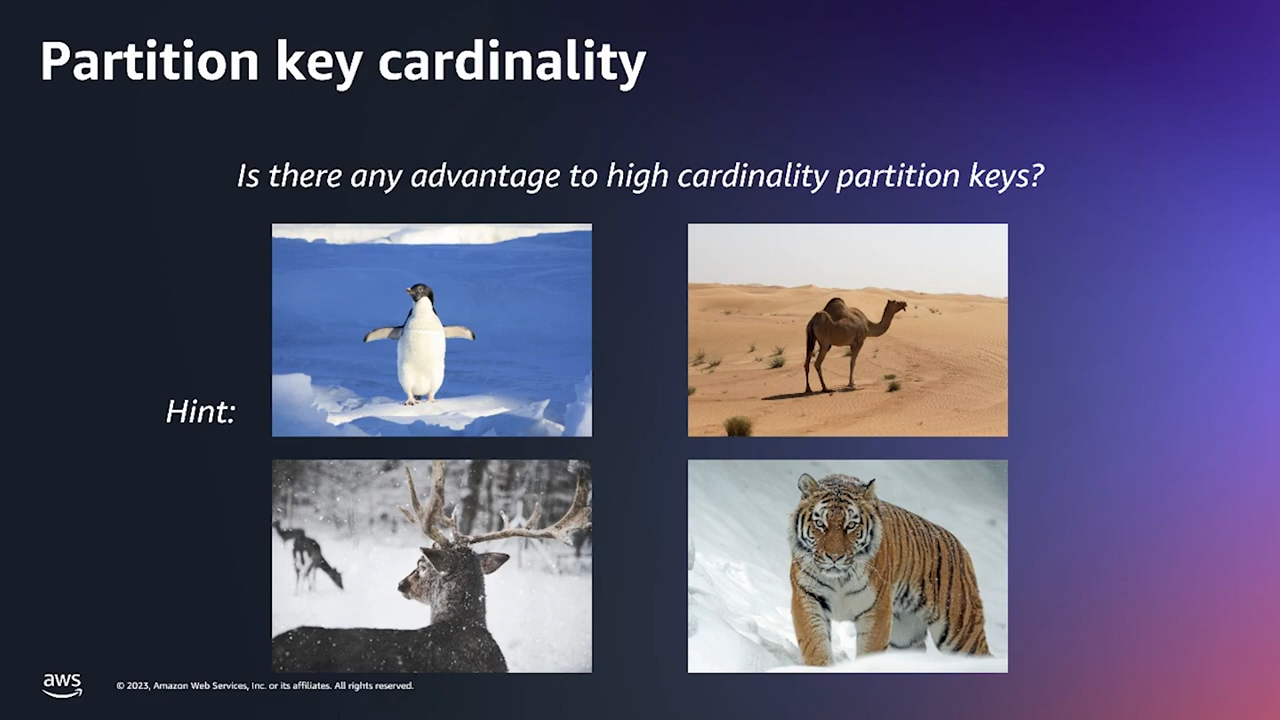 Partition key cardinality
Is there any advantage to high cardinality partition keys?
Hint:
aws
© 2023, Amazon Web Services, Inc. or its affiliates. All rights reserved.